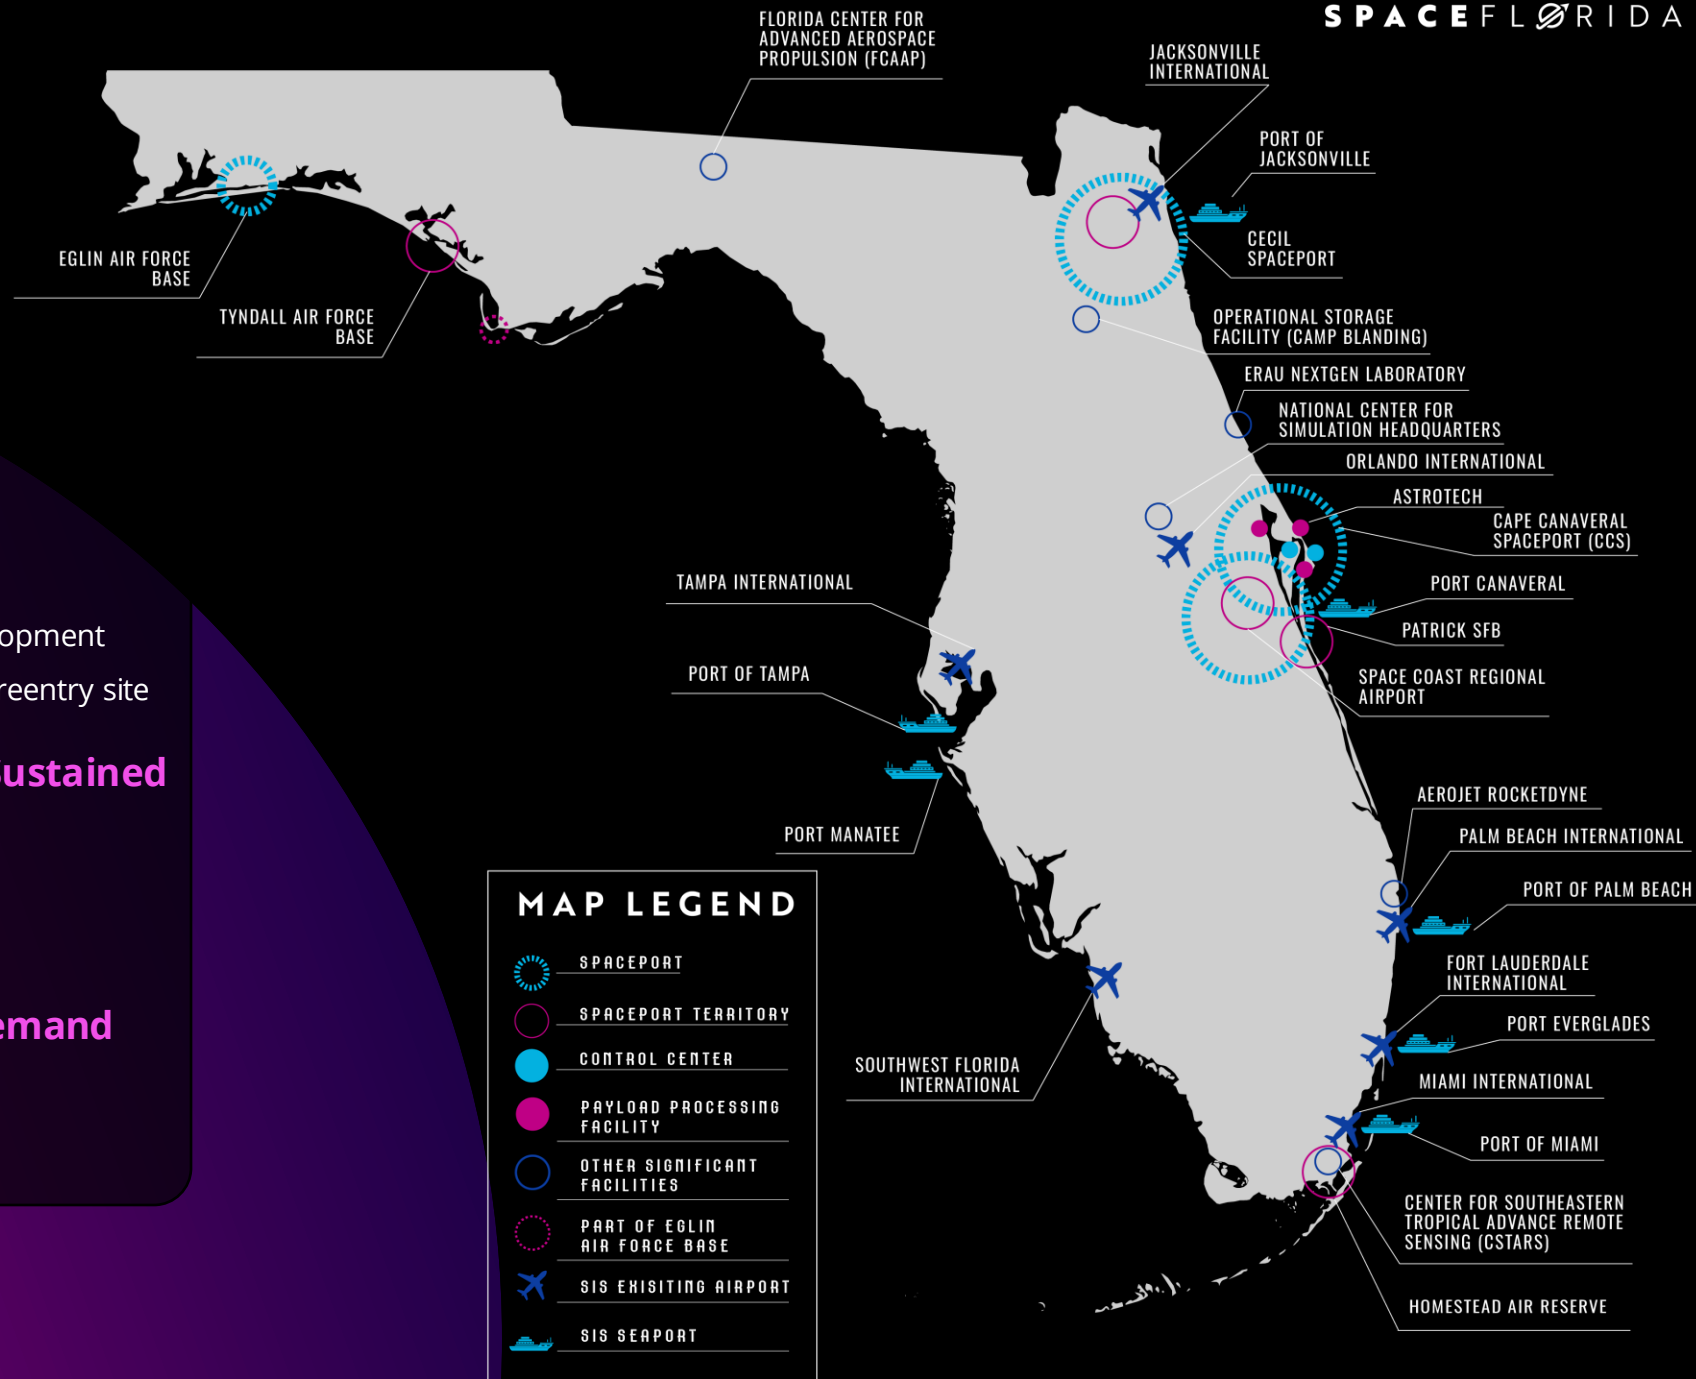 SPACEFLORIDA
FLORIDA CENTER FOR
ADVANCED AEROSPACE
PROPULSION (FCAAP)
JACKSONVILLE
INTERNATIONAL
PORT OF
JACKSONVILLE
CECIL
SPACEPORT
EGLIN AIR FORCE
BASE
TYNDALL AIR FORCE
BASE
OPERATIONAL STORAGE
FACILITY (CAMP BLANDING)
ERAU NEXTGEN LABORATORY
NATIONAL CENTER FOR
SIMULATION HEADQUARTERS
ORLANDO INTERNATIONAL
ASTROTECH
CAPE CANAVERAL
SPACEPORT (CCS)
PORT CANAVERAL
PATRICK SFB
SPACE COAST REGIONAL
AIRPORT
TAMPA INTERNATIONAL
PORT OF TAMPA
PORT MANATEE
reentry site
AEROJET ROCKETDYNE
PALM BEACH INTERNATIONAL
PORT OF PALM BEACH
FORT LAUDERDALE
INTERNATIONAL
PORT EVERGLADES
MIAMI INTERNATIONAL
PORT OF MIAMI
SOUTHWEST FLORIDA
INTERNATIONAL
CENTER FOR SOUTHEASTERN
TROPICAL ADVANCE REMOTE
SENSING (CSTARS)
HOMESTEAD AIR RESERVE
MAP LEGEND
SPACEPORT
SPACEPORT TERRITORY
CONTROL CENTER
PAYLOAD PROCESSING
FACILITY
OTHER SIGNIFICANT
FACILITIES
PART OF EGLIN
AIR FORCE BASE
SIS EXISITING AIRPORT
SIS SEAPORT